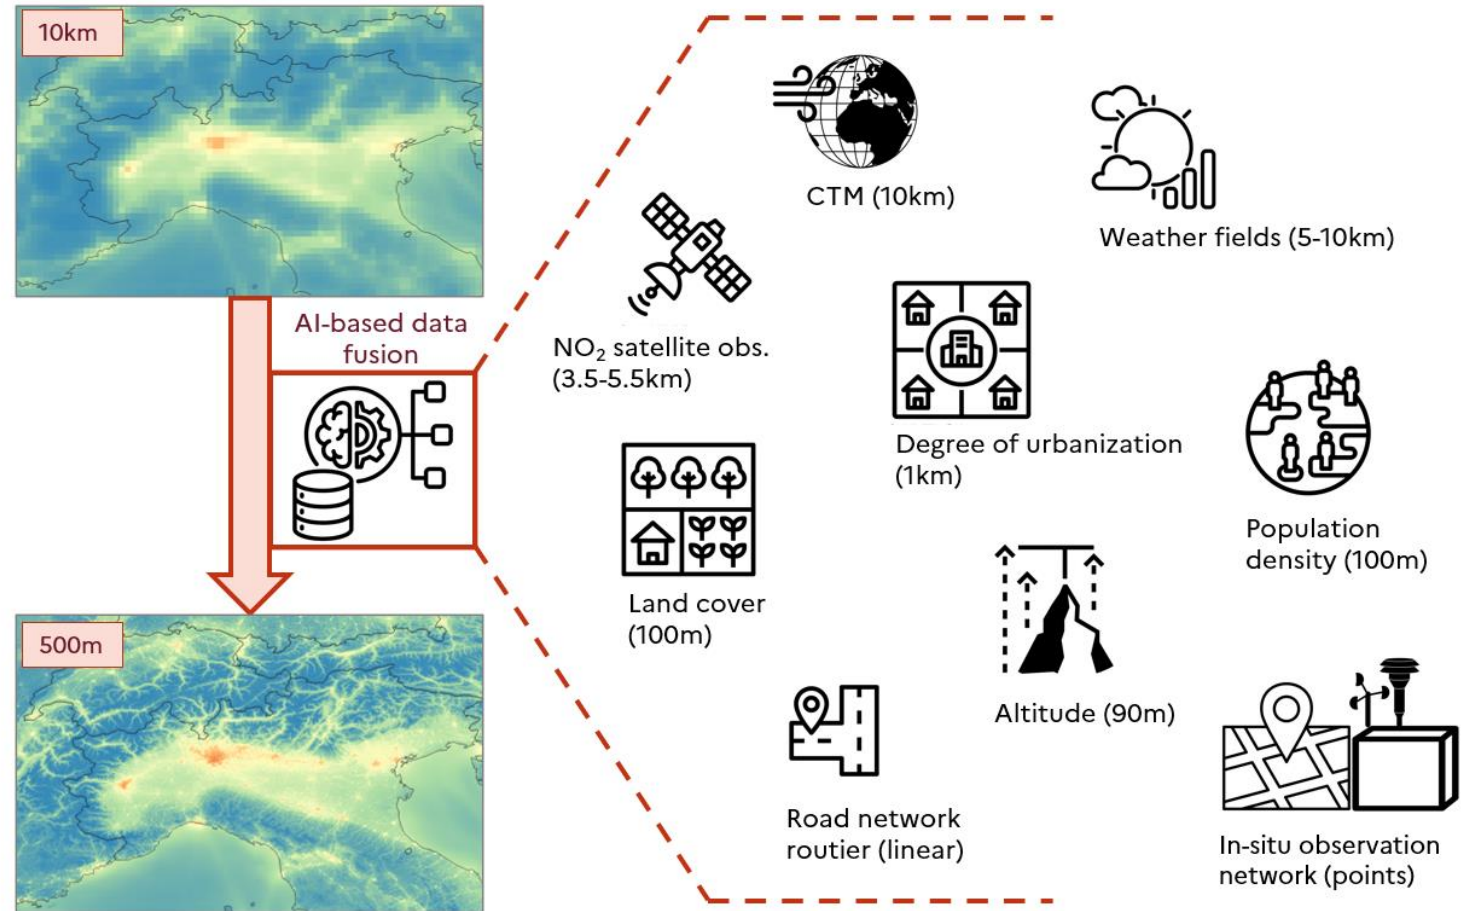 10km
AI-based data
fusion
500m
CTM (10km)
Weather fields (5-10km)
NO₂ satellite obs.
(3.5-5.5km)
Degree of urbanization
(1km)
Population
density (100m)
Land cover
(100m)
Altitude (90m)
Road network
routier (linear)
In-situ observation
network (points)